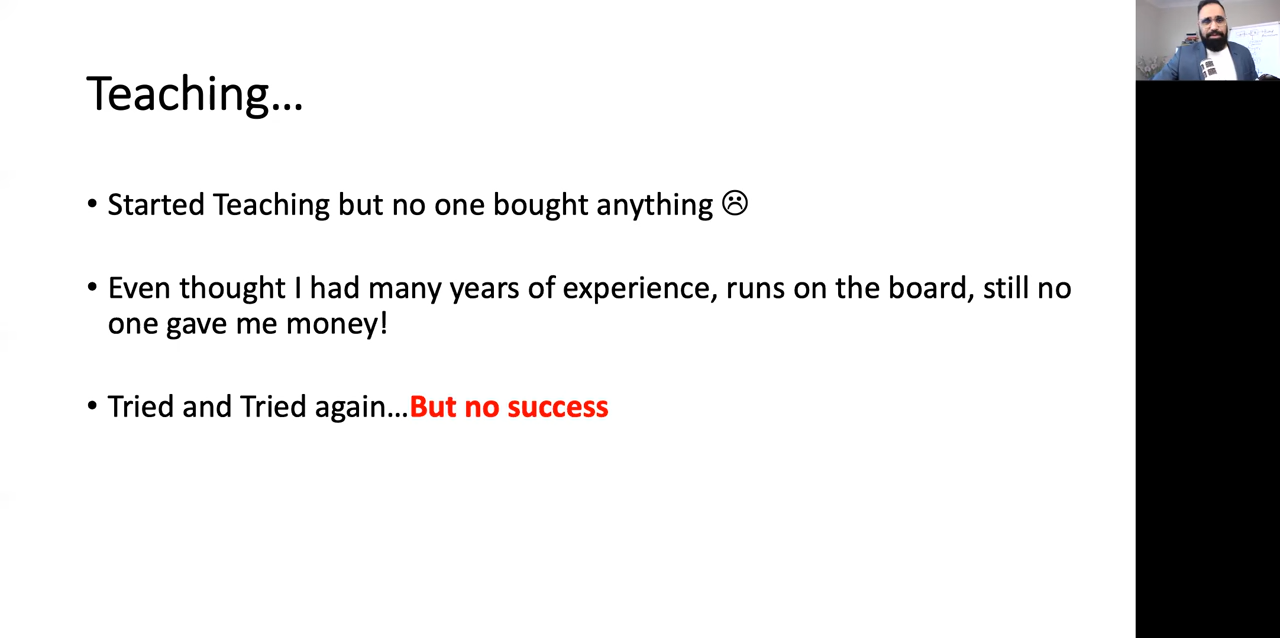 Teaching...
• Started Teaching but no one bought anything ☹
• Even thought I had many years of experience, runs on the board, still no
one gave me money!
• Tried and Tried again...But no success